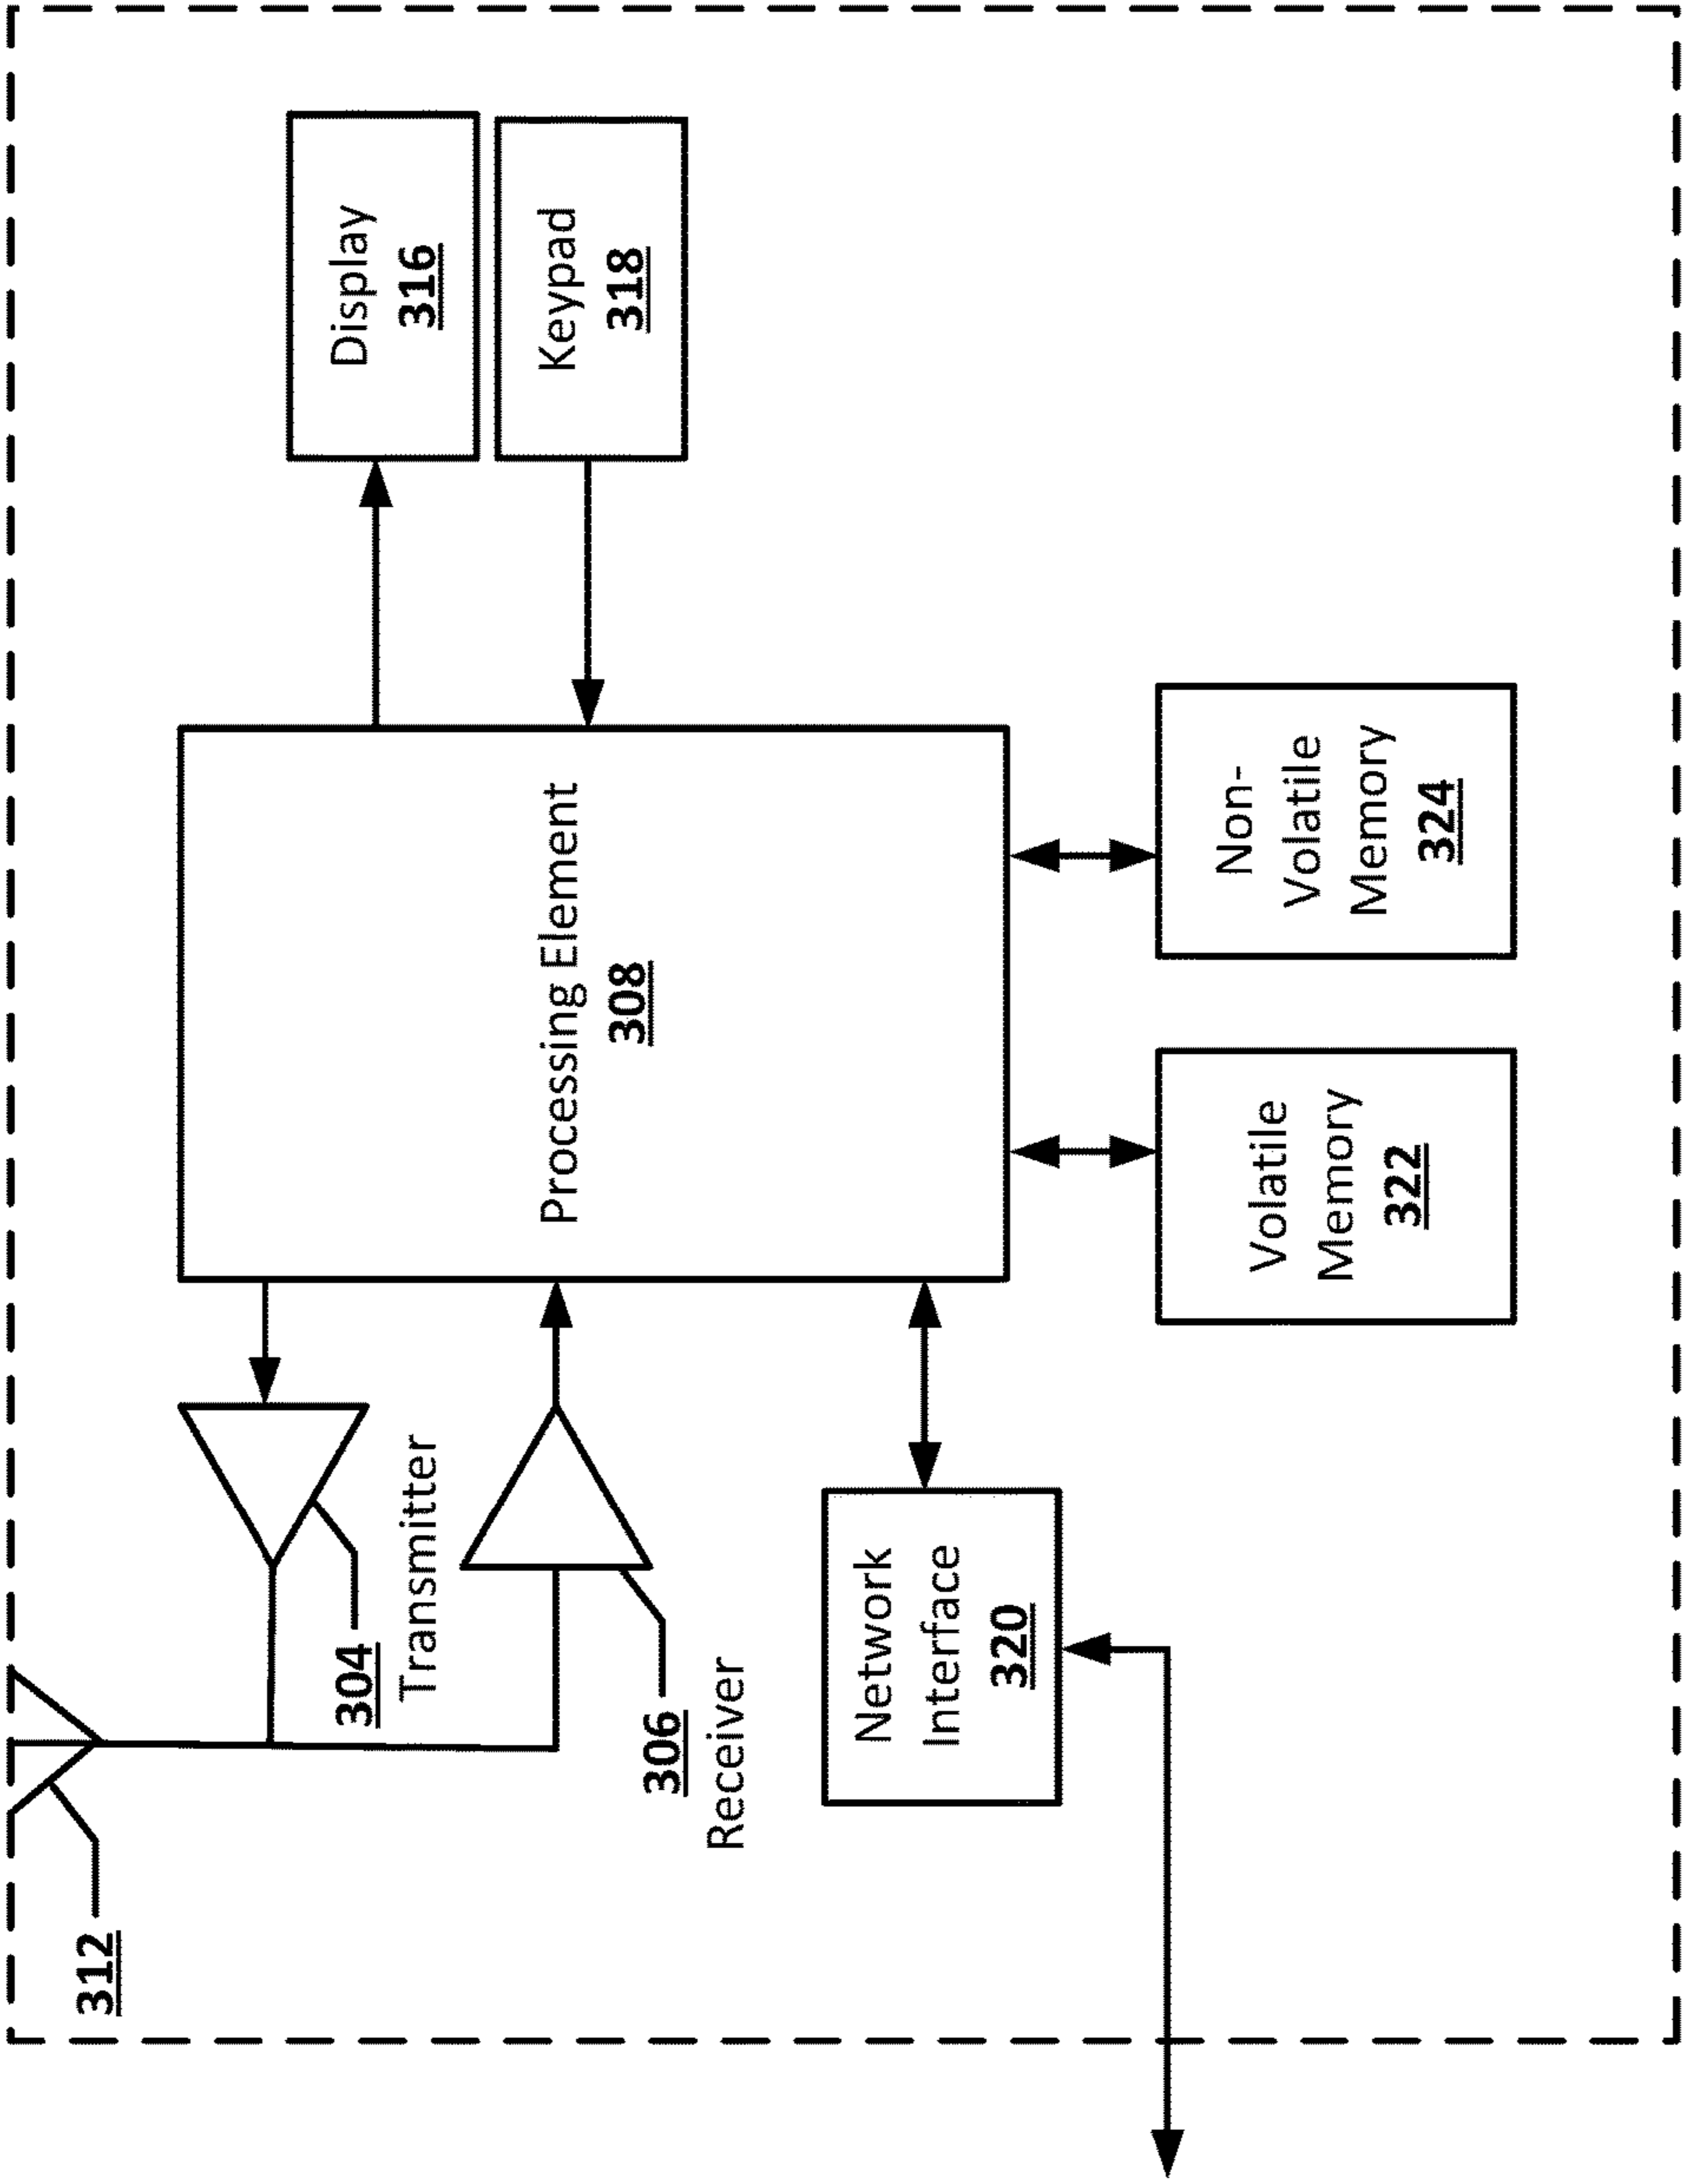 312
304
Transmitter
306
Receiver
Network
Interface
320
Processing Element
308
Display
316
Keypad
318
Volatile
Memory
322
Non-
Volatile
Memory
324